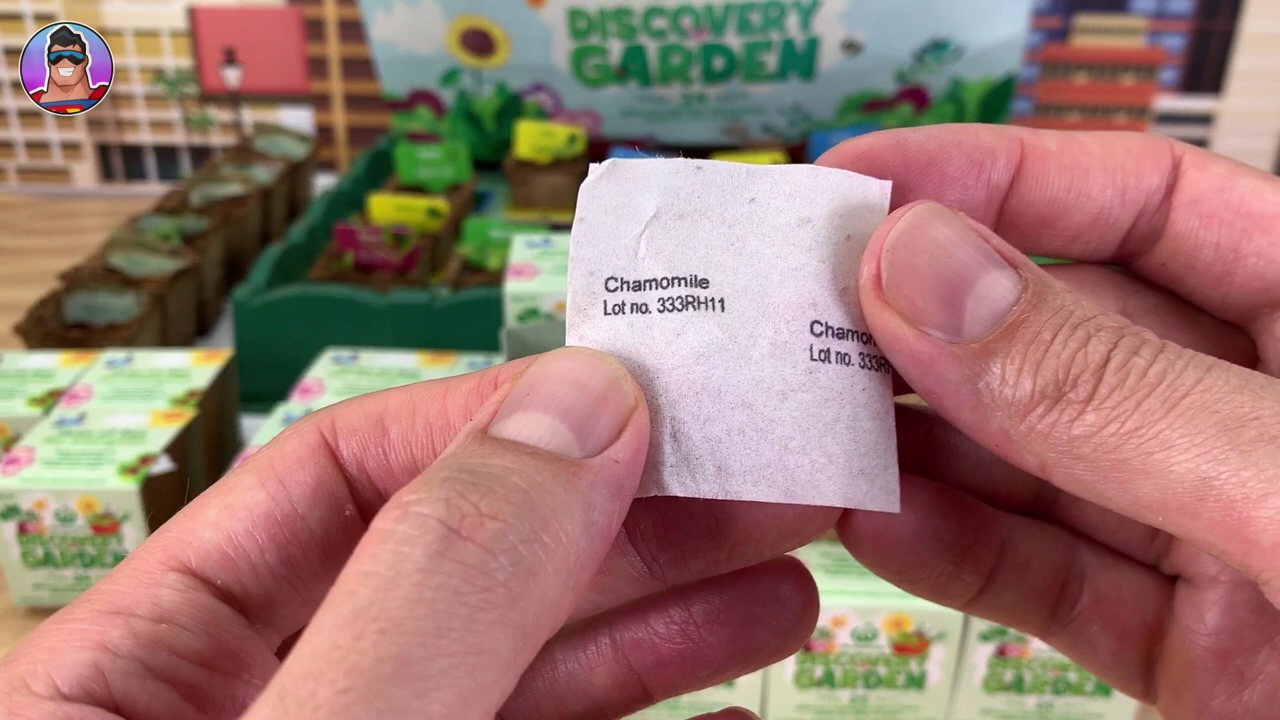 DISCOVERY
GARDEN
Chamomile
Lot no. 333RH11
Chamom
Lot no. 333R
DISCOVERY
GARDEN
DISCOVERY
GARDEN
DISCOVERY
GARDEN